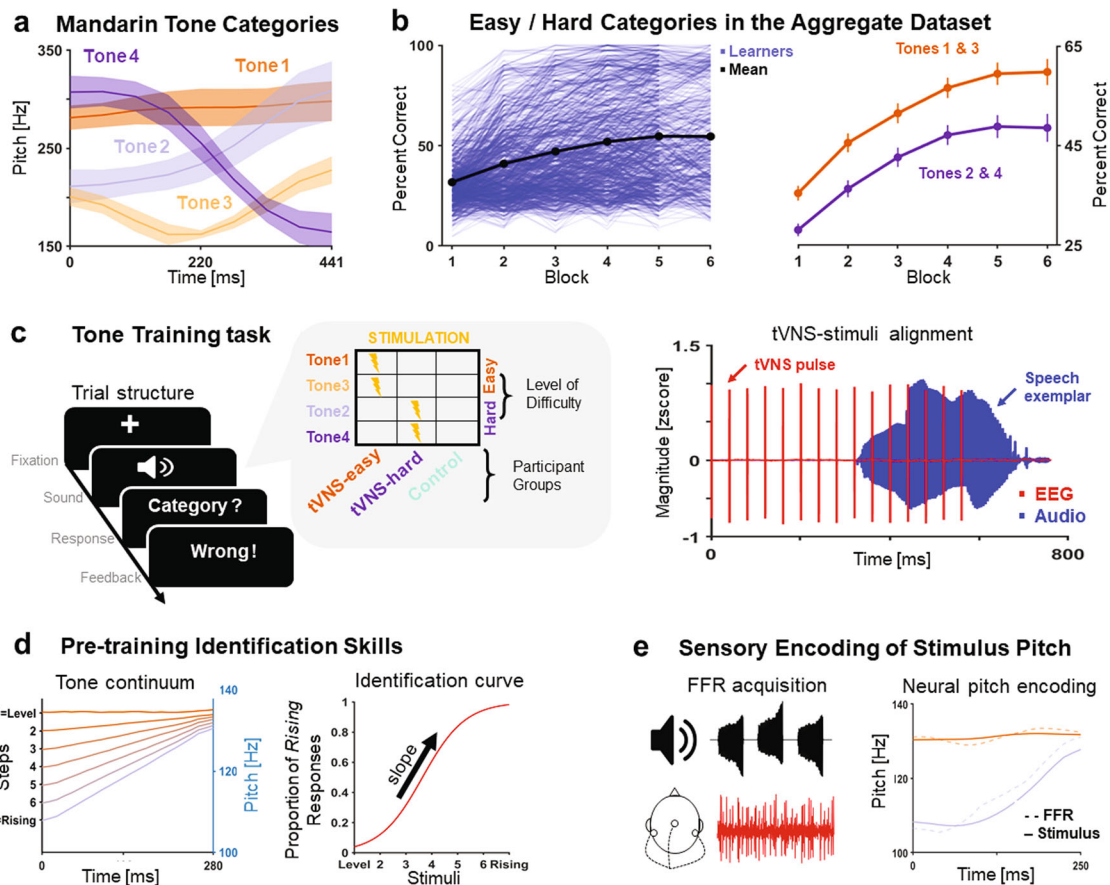 a Mandarin Tone Categories
350
250
150
Pitch [Hz]
Tone4
Tone1
Tone2
Tone3
0
220
441
Time [ms]
b Easy / Hard Categories in the Aggregate Dataset
100
50
0
Percent Correct
Learners
Mean
1 2 3 4 5 6
Block
Tones 1 & 3
Tones 2 & 4
65
45
25
Percent Correct
1 2 3 4 5 6
Block
c Tone Training task
Trial structure
+
Category ?
Wrong!
Fixation
Sound
Response
Feedback
STIMULATION
Tone1
Tone3
Tone2
Tone4
Easy
Hard
Level of
Difficulty
tVNS-easy
tVNS-hard
Control
Participant
Groups
tVNS-stimuli alignment
1.5
0
-1
Magnitude [zscore]
tVNS pulse
Speech
exemplar
EEG
Audio
0
800
Time [ms]
d Pre-training Identification Skills
Tone continuum
=Level
2
3
4
5
6
=Rising
Steps
140
120
100
Pitch [Hz]
0
280
Time [ms]
Identification curve
1
0.8
0.6
0.4
0.2
0
Proportion of Rising
Responses
slope
Level 2 3 4 5 6 Rising
Stimuli
e Sensory Encoding of Stimulus Pitch
FFR acquisition
Neural pitch encoding
140
120
100
Pitch [Hz]
FFR
Stimulus
0
250
Time [ms]